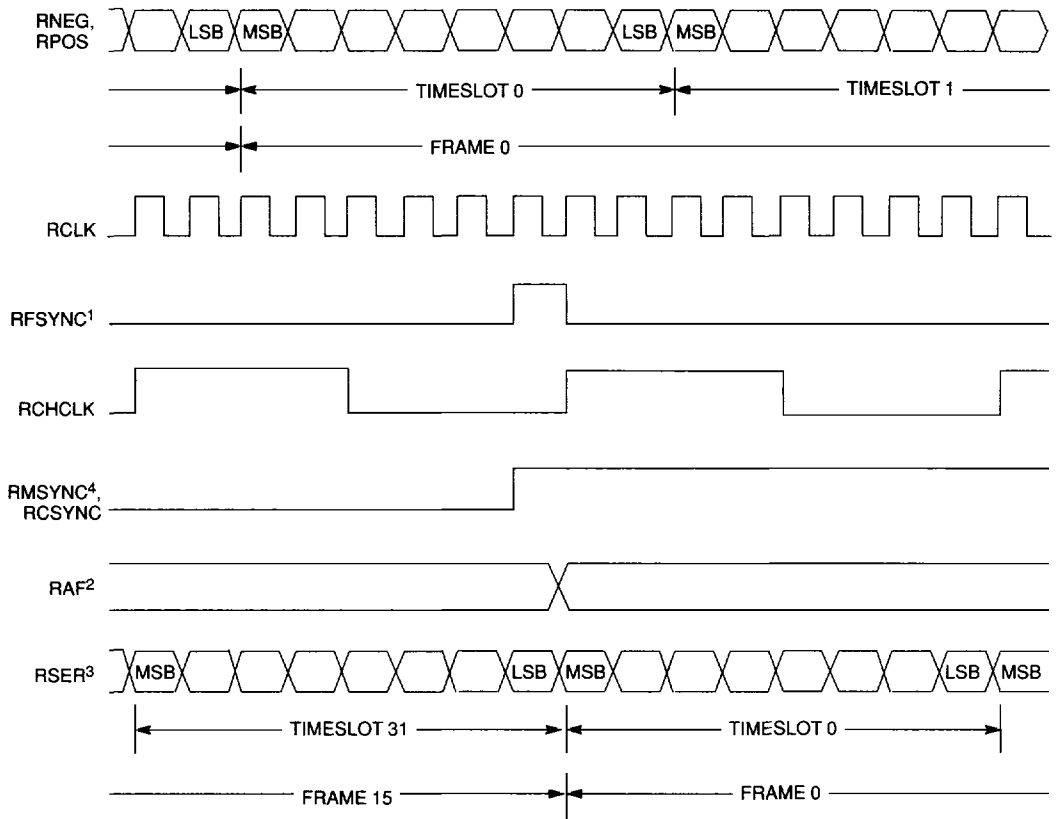 RNEG,
RPOS
LSB MSB LSB MSB
TIMESLOT 0 TIMESLOT 1
FRAME 0
RCLK
RFSYNC1
RCHCLK
RMSYNC4,
RCSYNC
RAF2
RSER3 MSB LSB MSB LSB MSB
TIMESLOT 31 TIMESLOT 0
FRAME 15 FRAME 0